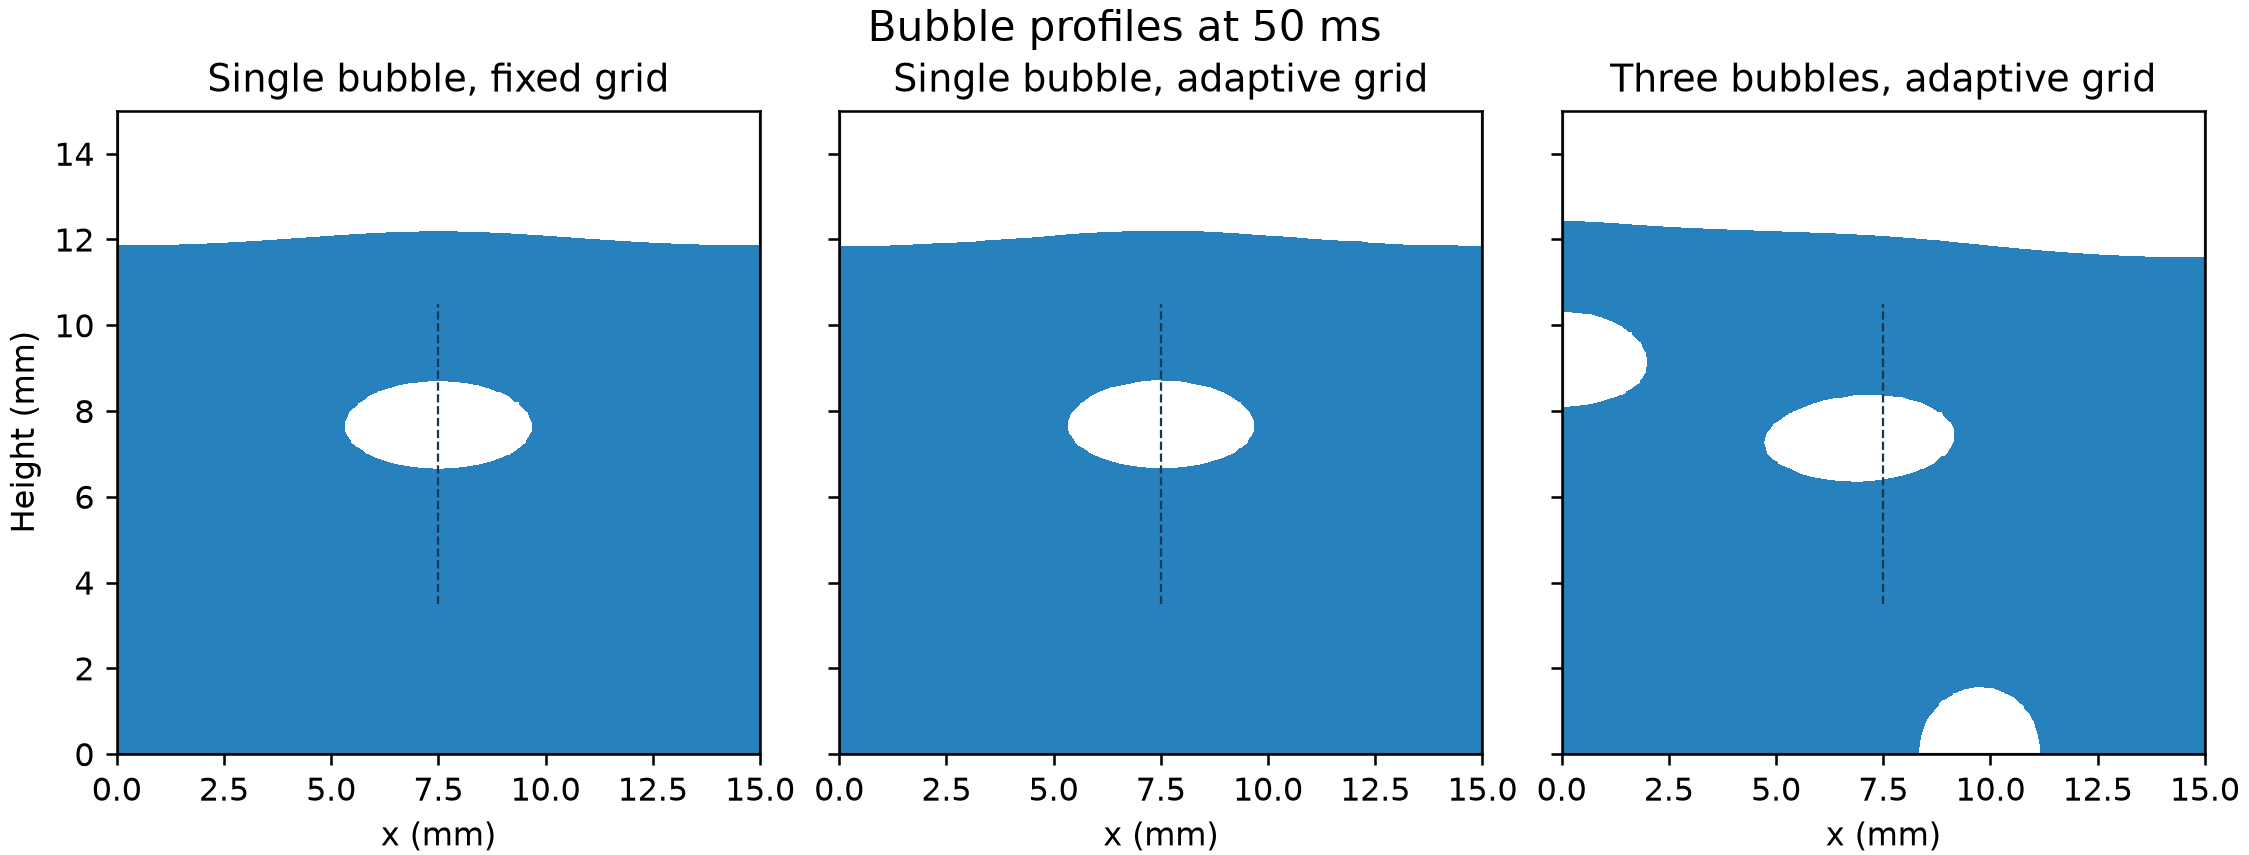 Bubble profiles at 50 ms
Single bubble, fixed grid
Single bubble, adaptive grid
Three bubbles, adaptive grid
Height (mm)
14
12
10
8
6
4
2
0
0.0 2.5 5.0 7.5 10.0 12.5 15.0
0.0 2.5 5.0 7.5 10.0 12.5 15.0
0.0 2.5 5.0 7.5 10.0 12.5 15.0
x (mm)
x (mm)
x (mm)